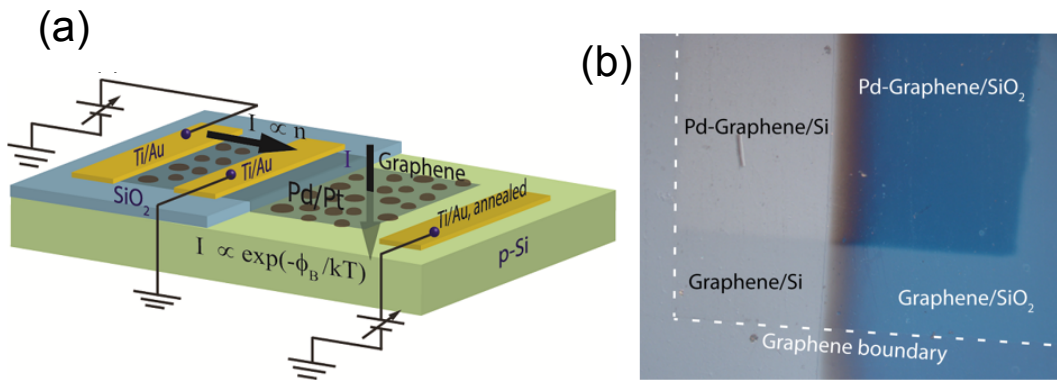 (a)
I ∝ n
Ti/Au
Ti/Au
I
Graphene
SiO₂
Pd/Pt
Ti/Au, annealed
I ∝ exp(-ϕ_B/kT)
p-Si
(b)
Pd-Graphene/SiO₂
Pd-Graphene/Si
Graphene/Si
Graphene/SiO₂
Graphene boundary